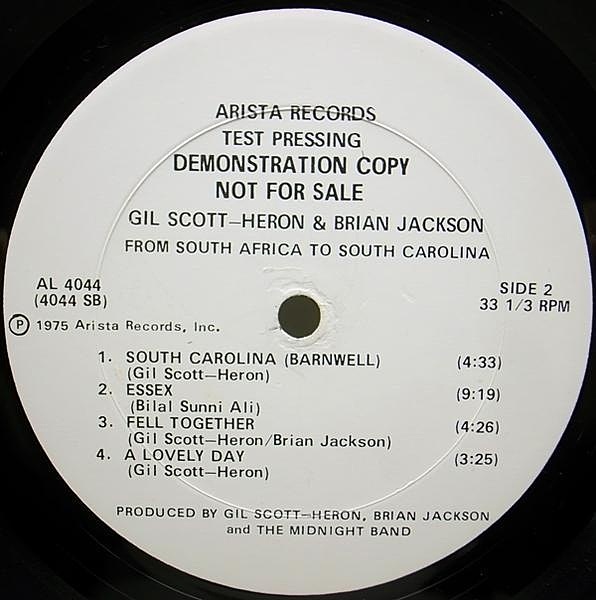 ARISTA RECORDS
TEST PRESSING
DEMONSTRATION COPY
NOT FOR SALE
GIL SCOTT–HERON & BRIAN JACKSON
FROM SOUTH AFRICA TO SOUTH CAROLINA
AL 4044
(4044 SB)
SIDE 2
33 1/3 RPM
Ⓟ 1975 Arista Records, Inc.
1. SOUTH CAROLINA (BARNWELL) (4:33)
(Gil Scott–Heron)
2. ESSEX (9:19)
(Bilal Sunni Ali)
3. FELL TOGETHER (4:26)
(Gil Scott–Heron/Brian Jackson)
4. A LOVELY DAY (3:25)
(Gil Scott–Heron)
PRODUCED BY GIL SCOTT–HERON, BRIAN JACKSON
and THE MIDNIGHT BAND